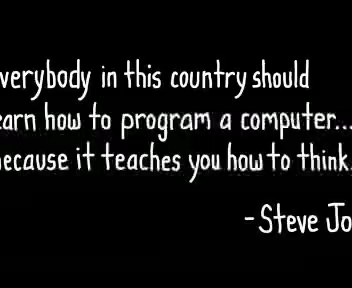 verybody in this country should
earn how to program a computer...
ecause it teaches you how to think.
-Steve Jo